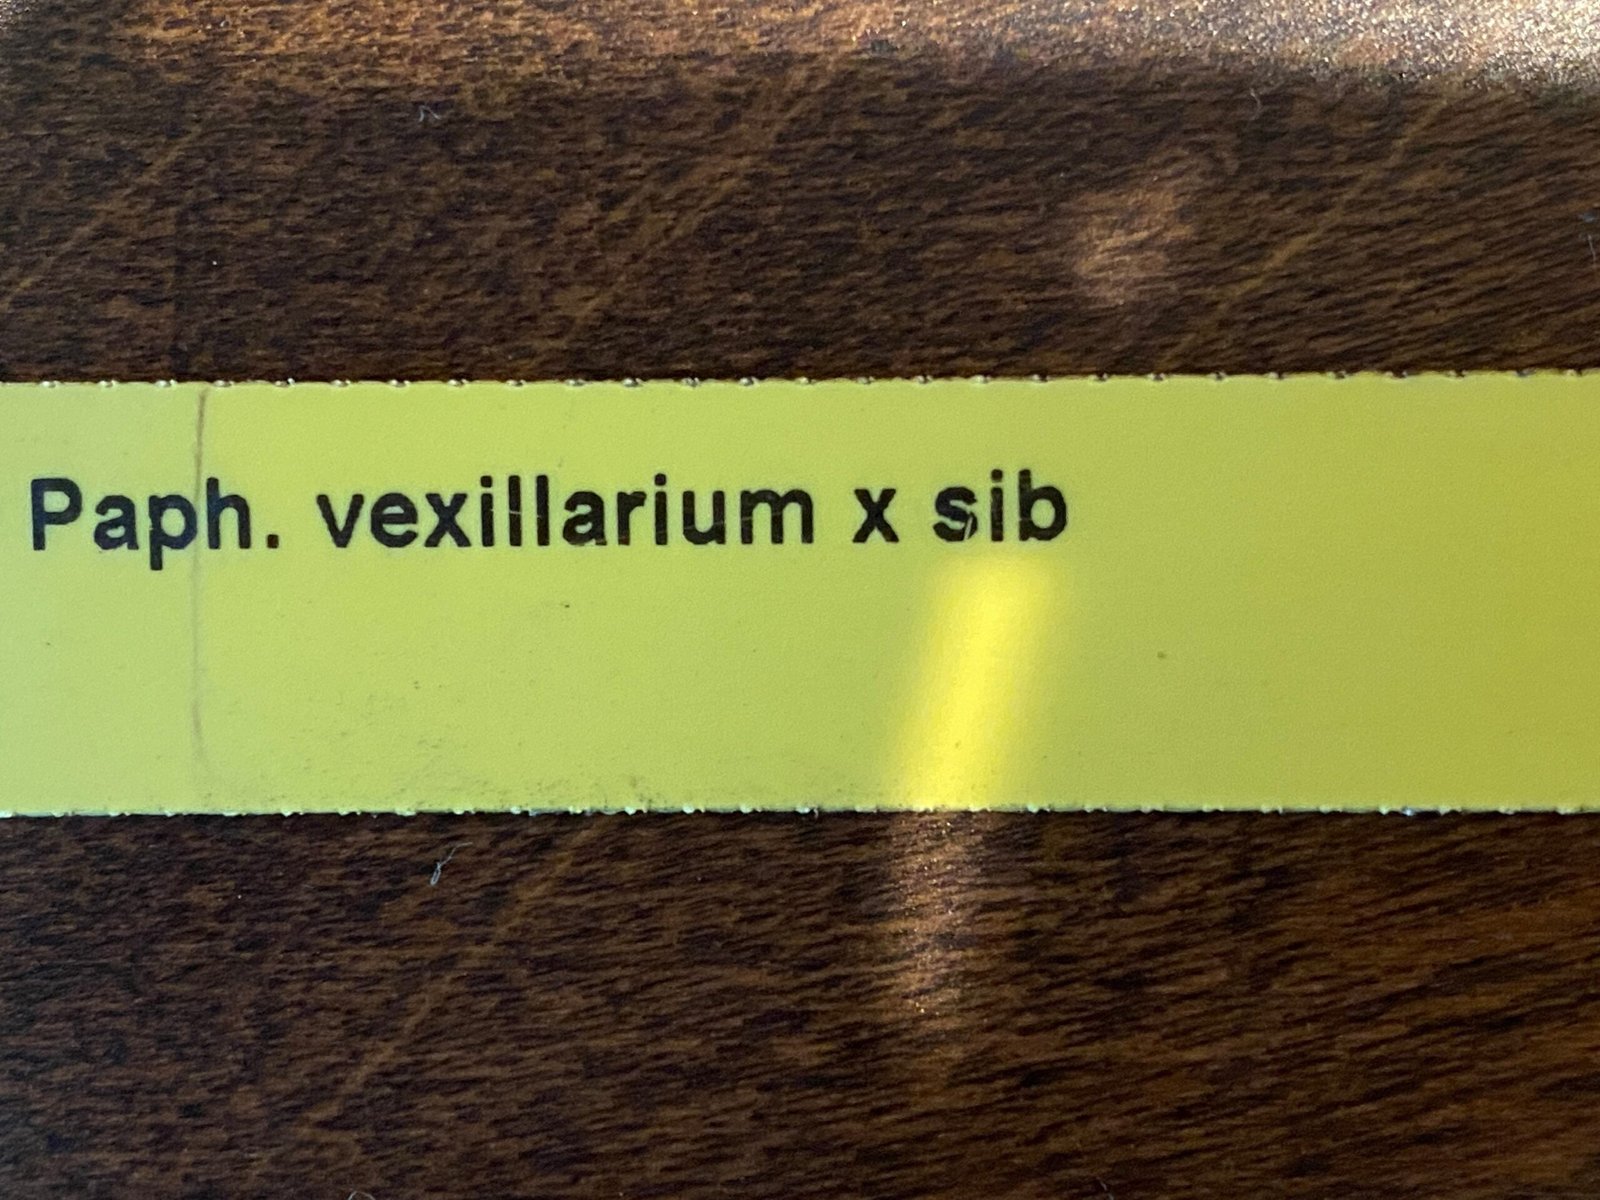 Paph. vexillarium x sib